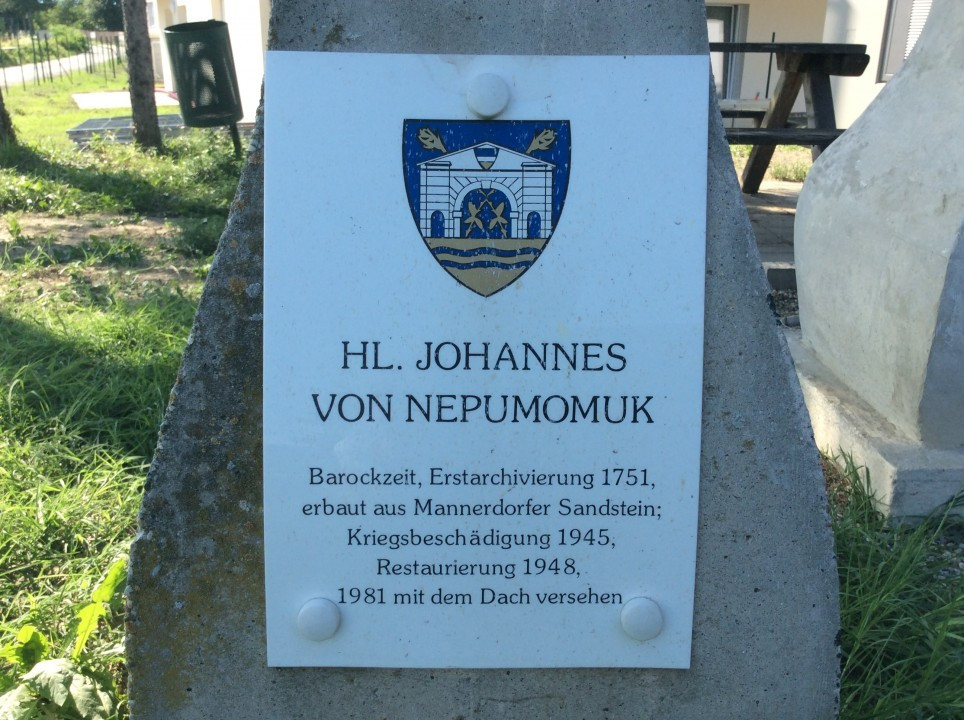 HL. JOHANNES
VON NEPUMOMUK
Barockzeit, Erstarchivierung 1751,
erbaut aus Mannerdorfer Sandstein;
Kriegsbeschädigung 1945,
Restaurierung 1948,
1981 mit dem Dach versehen